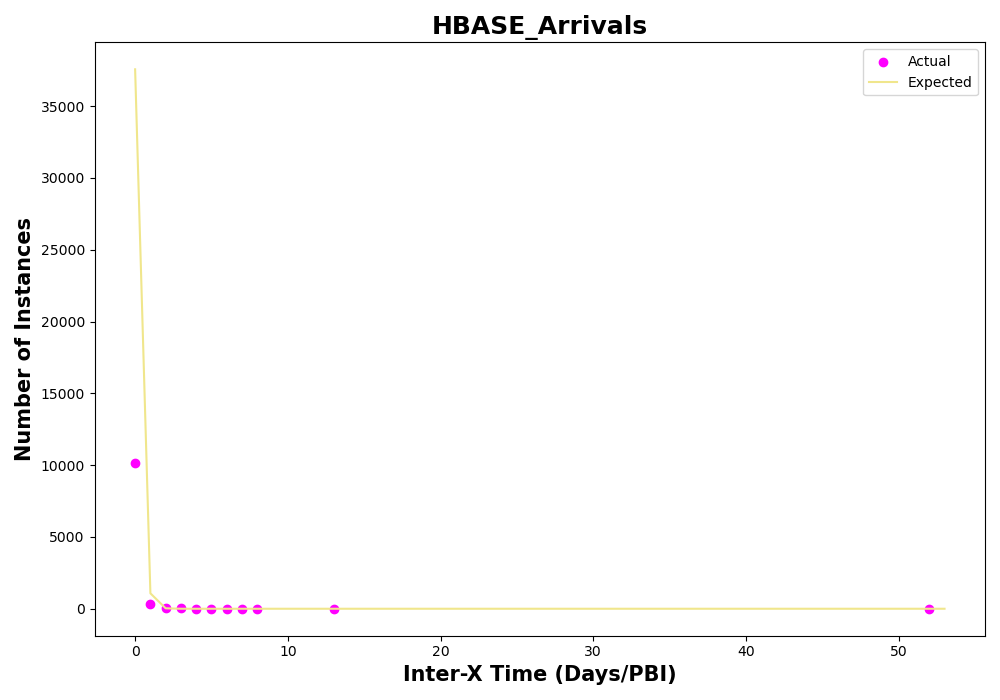 HBASE_Arrivals
Actual
Expected
Number of Instances
35000
30000
25000
20000
15000
10000
5000
0
0 10 20 30 40 50
Inter-X Time (Days/PBI)